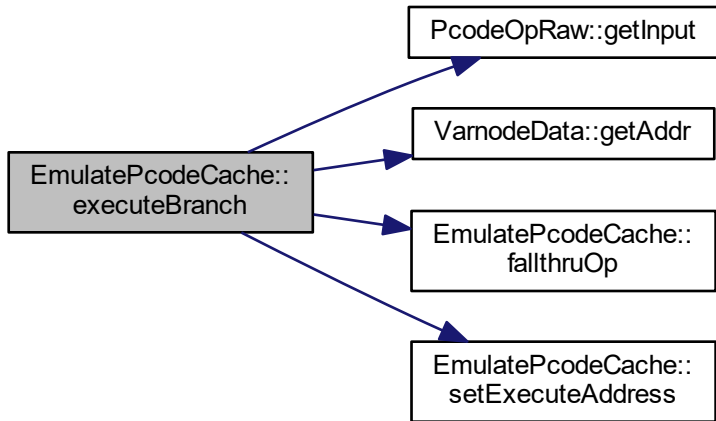 PcodeOpRaw::getInput
VarnodeData::getAddr
EmulatePcodeCache::
executeBranch
EmulatePcodeCache::
fallthruOp
EmulatePcodeCache::
setExecuteAddress